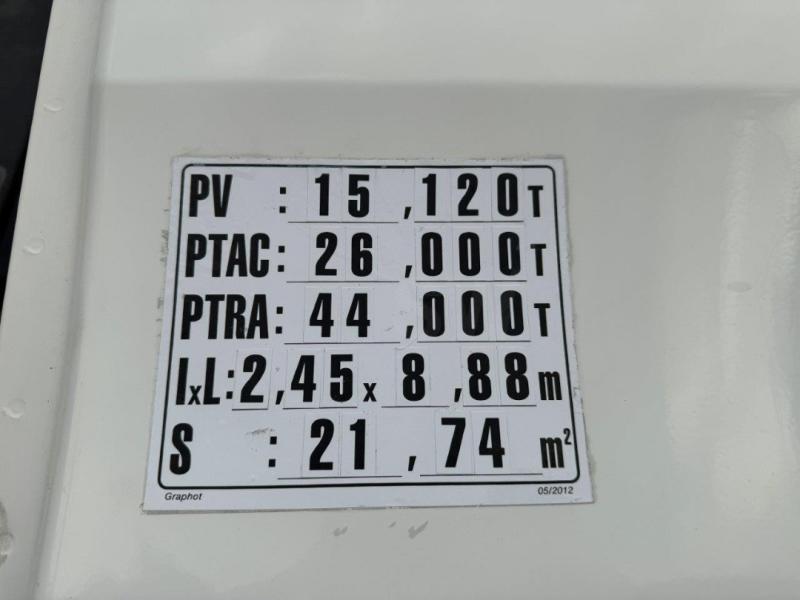 PV : 15,120T
PTAC: 26,000T
PTRA: 44,000T
lxL: 2,45x 8,88m
S : 21,74 m²
Graphot 05/2012